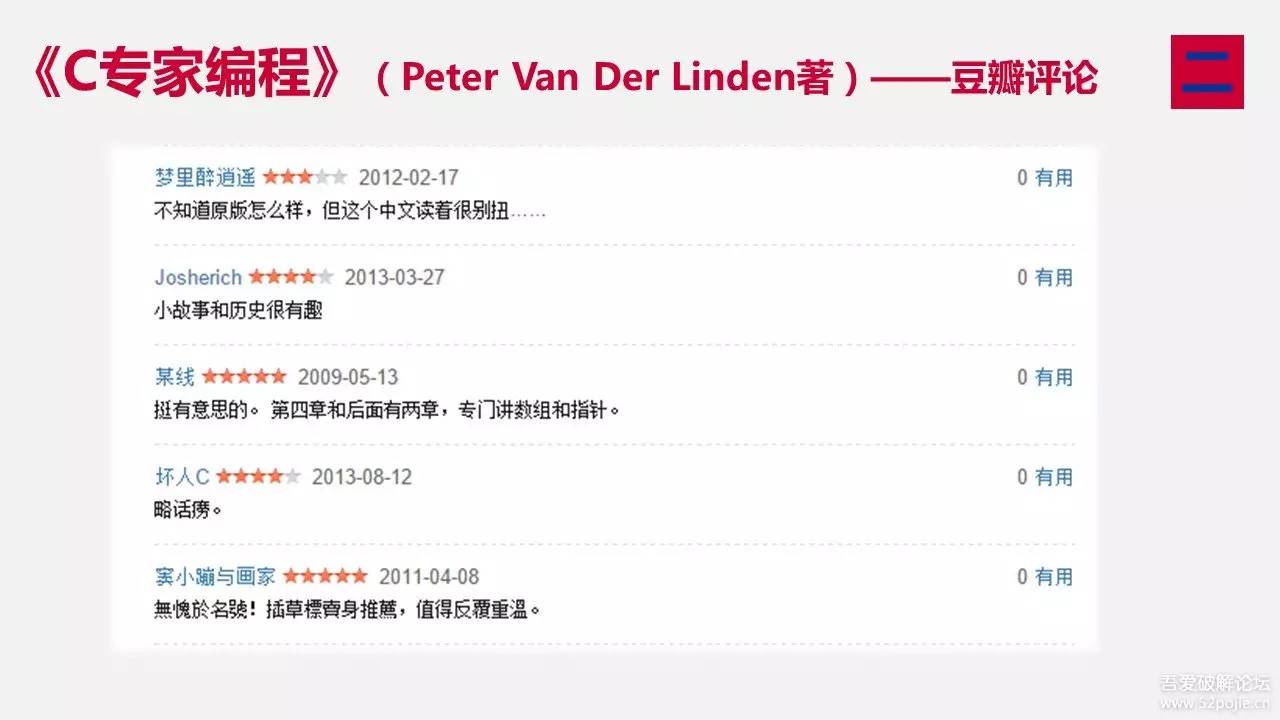 《C专家编程》（Peter Van Der Linden著）——豆瓣评论
二
梦里醉逍遥 2012-02-17 0 有用
不知道原版怎么样，但这个中文读着很别扭……
Josherich 2013-03-27 0 有用
小故事和历史很有趣
某线 2009-05-13 0 有用
挺有意思的。 第四章和后面有两章，专门讲数组和指针。
坏人C 2013-08-12 0 有用
略话痨。
窦小蹦与画家 2011-04-08 0 有用
無愧於名號！插草標賣身推薦，值得反覆重溫。
吾爱破解论坛
www.52pojie.cn